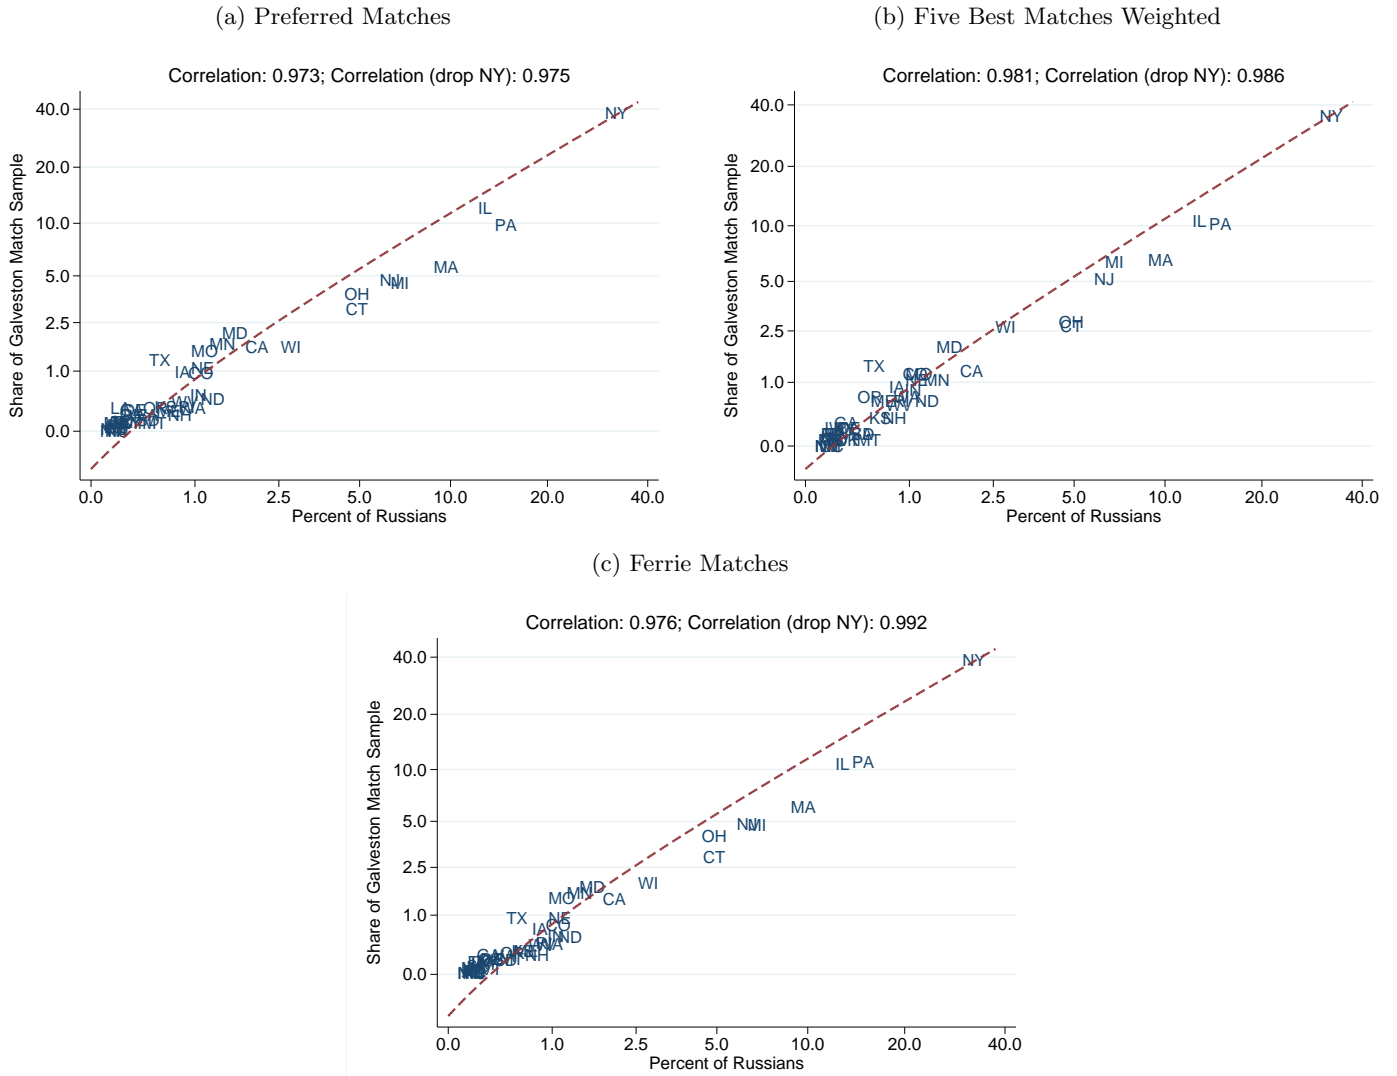 (a) Preferred Matches
Correlation: 0.973; Correlation (drop NY): 0.975
Share of Galveston Match Sample
40.0
20.0
10.0
5.0
2.5
1.0
0.0
NY
IL
PA
MA
NJ
MI
OH
CT
MD
MN
CA
WI
MO
TX
NE
IA
CO
IN
ND
LA
NH
MT
0.0 1.0 2.5 5.0 10.0 20.0 40.0
Percent of Russians
(b) Five Best Matches Weighted
Correlation: 0.981; Correlation (drop NY): 0.986
Share of Galveston Match Sample
40.0
20.0
10.0
5.0
2.5
1.0
0.0
NY
IL PA
MI
MA
NJ
OH
CT
WI
MD
TX
CA
MN
IA
IN
OR
ND
KS
NH
GA
MT
0.0 1.0 2.5 5.0 10.0 20.0 40.0
Percent of Russians
(c) Ferrie Matches
Correlation: 0.976; Correlation (drop NY): 0.992
Share of Galveston Match Sample
40.0
20.0
10.0
5.0
2.5
1.0
0.0
NY
IL PA
MA
NJ
MI
OH
CT
MD
WI
MN
MO
CA
TX
NE
CO
IA
IN
ND
NH
0.0 1.0 2.5 5.0 10.0 20.0 40.0
Percent of Russians